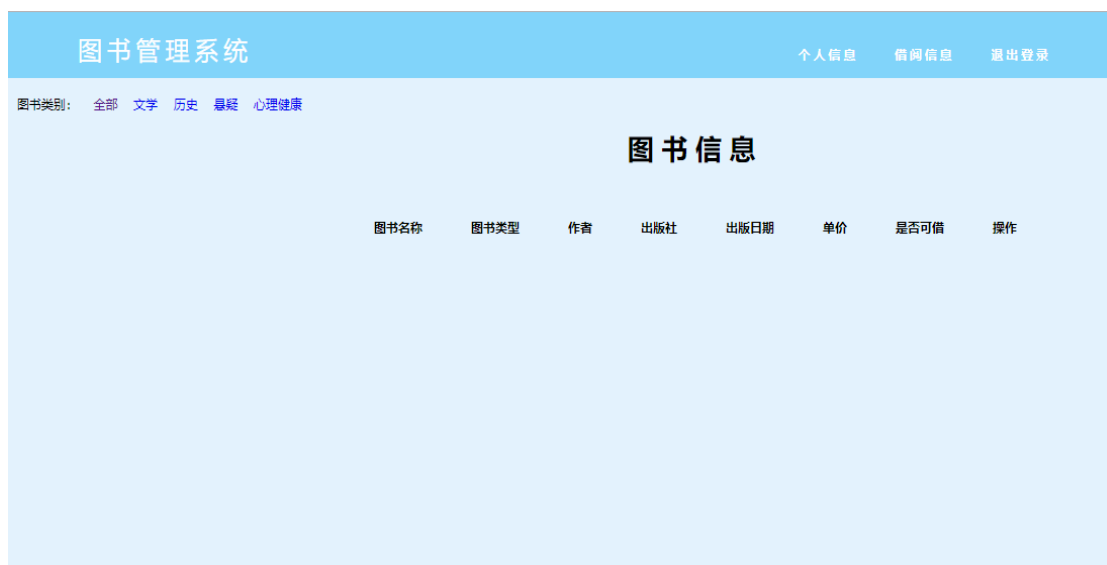 图书管理系统 个人信息 借阅信息 退出登录
图书类别： 全部 文学 历史 悬疑 心理健康
图书信息
图书名称 图书类型 作者 出版社 出版日期 单价 是否可借 操作